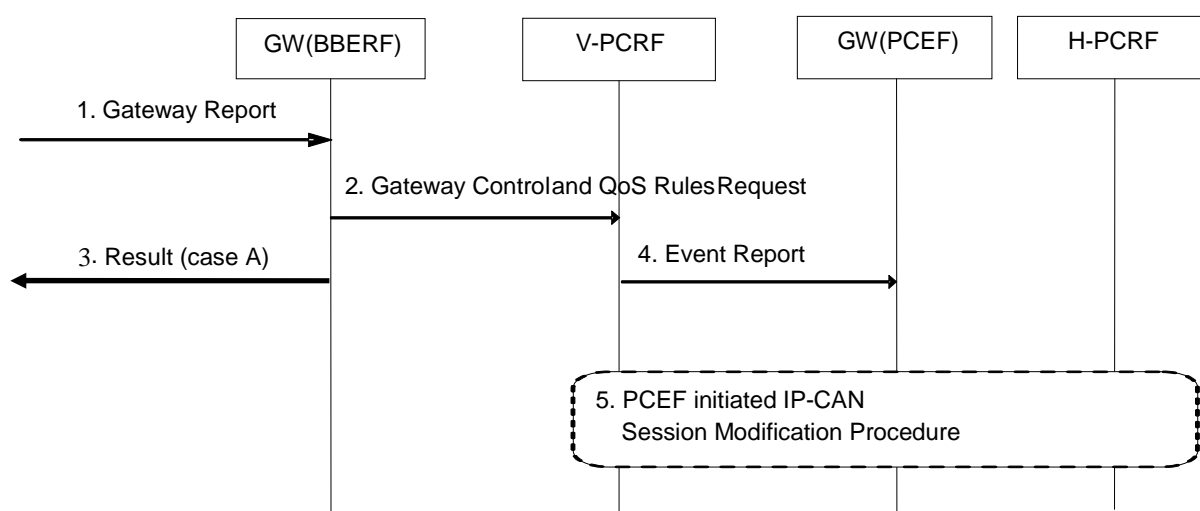 GW(BBERF)
V-PCRF
GW(PCEF)
H-PCRF
1. Gateway Report
2. Gateway Controland QoS RulesRequest
3. Result (case A)
4. Event Report
5. PCEF initiated IP-CAN
Session Modification Procedure